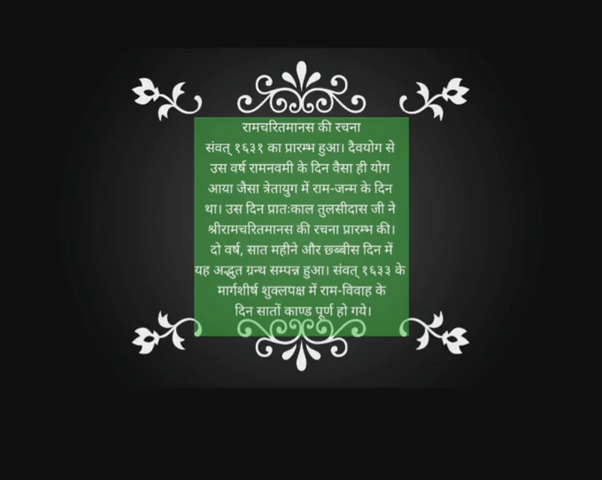 रामचरितमानस की रचना
संवत् १६३१ का प्रारम्भ हुआ। दैवयोग से
उस वर्ष रामनवमी के दिन वैसा ही योग
आया जैसा त्रेतायुग में राम-जन्म के दिन
था। उस दिन प्रातःकाल तुलसीदास जी ने
श्रीरामचरितमानस की रचना प्रारम्भ की।
दो वर्ष, सात महीने और छब्बीस दिन में
यह अद्भुत ग्रन्थ सम्पन्न हुआ। संवत् १६३३ के
मार्गशीर्ष शुक्लपक्ष में राम-विवाह के
दिन सातों काण्ड पूर्ण हो गये।